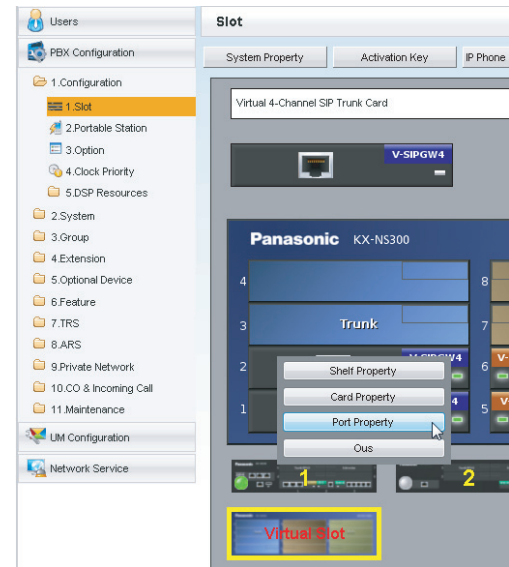 Users
PBX Configuration
1.Configuration
1.Slot
2.Portable Station
3.Option
4.Clock Priority
5.DSP Resources
2.System
3.Group
4.Extension
5.Optional Device
6.Feature
7.TRS
8.ARS
9.Private Network
10.CO & Incoming Call
11.Maintenance
UM Configuration
Network Service
Slot
System Property Activation Key IP Phone
Virtual 4-Channel SIP Trunk Card
V-SIPGW4
Panasonic KX-NS300
4 8
3 Trunk 7
2 V-SIPGW4 6 V-
1 4 5 V
Shelf Property
Card Property
Port Property
Ous
1 2
Virtual Slot